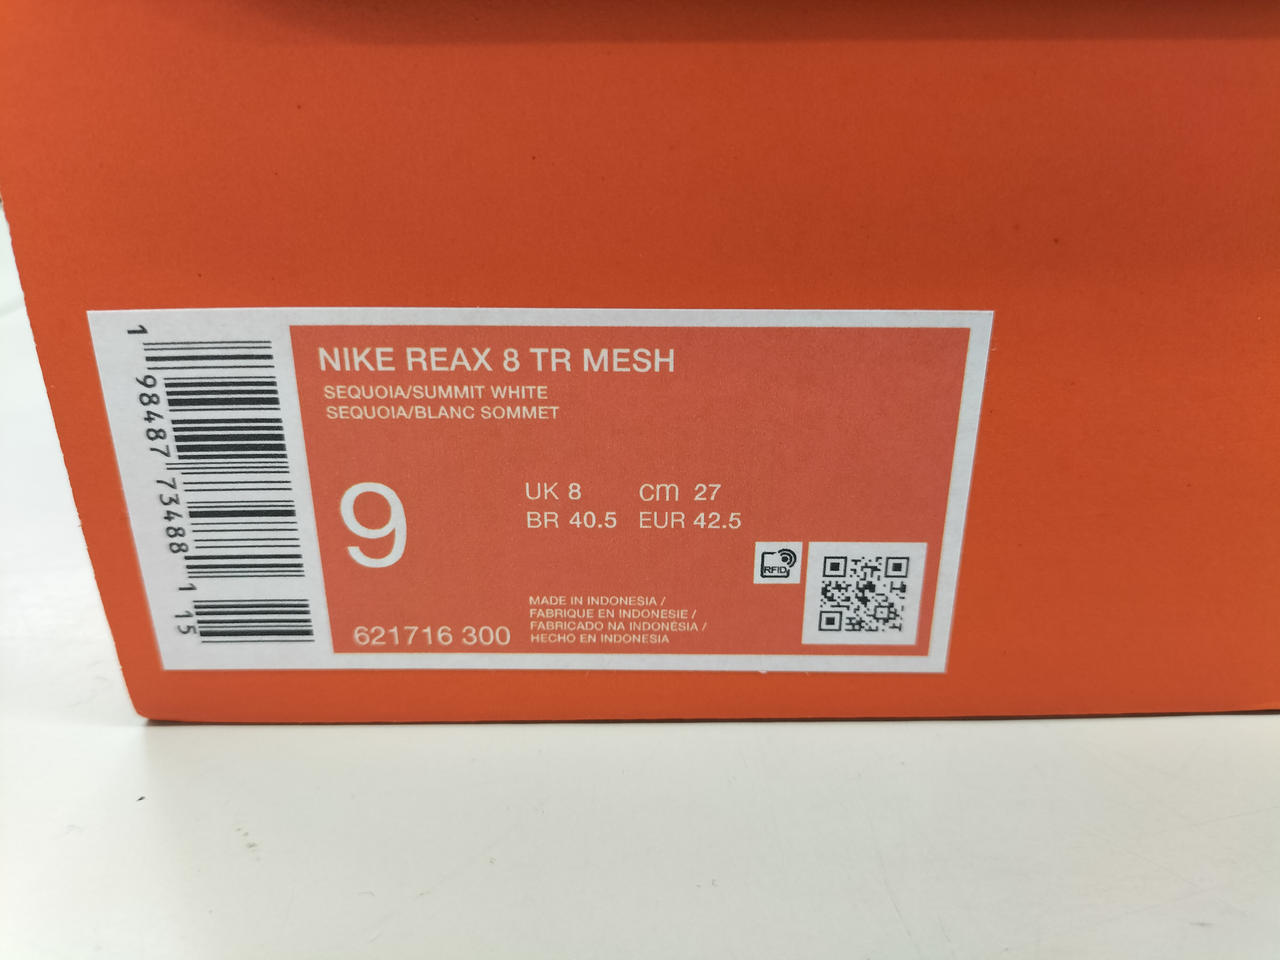 NIKE REAX 8 TR MESH
SEQUOIA/SUMMIT WHITE
SEQUOIA/BLANC SOMMET
9
UK 8 cm 27
BR 40.5 EUR 42.5
RFID
MADE IN INDONESIA /
FABRIQUE EN INDONESIE /
FABRICADO NA INDONÉSIA /
HECHO EN INDONESIA
621716 300
1 98487 73488 1 15